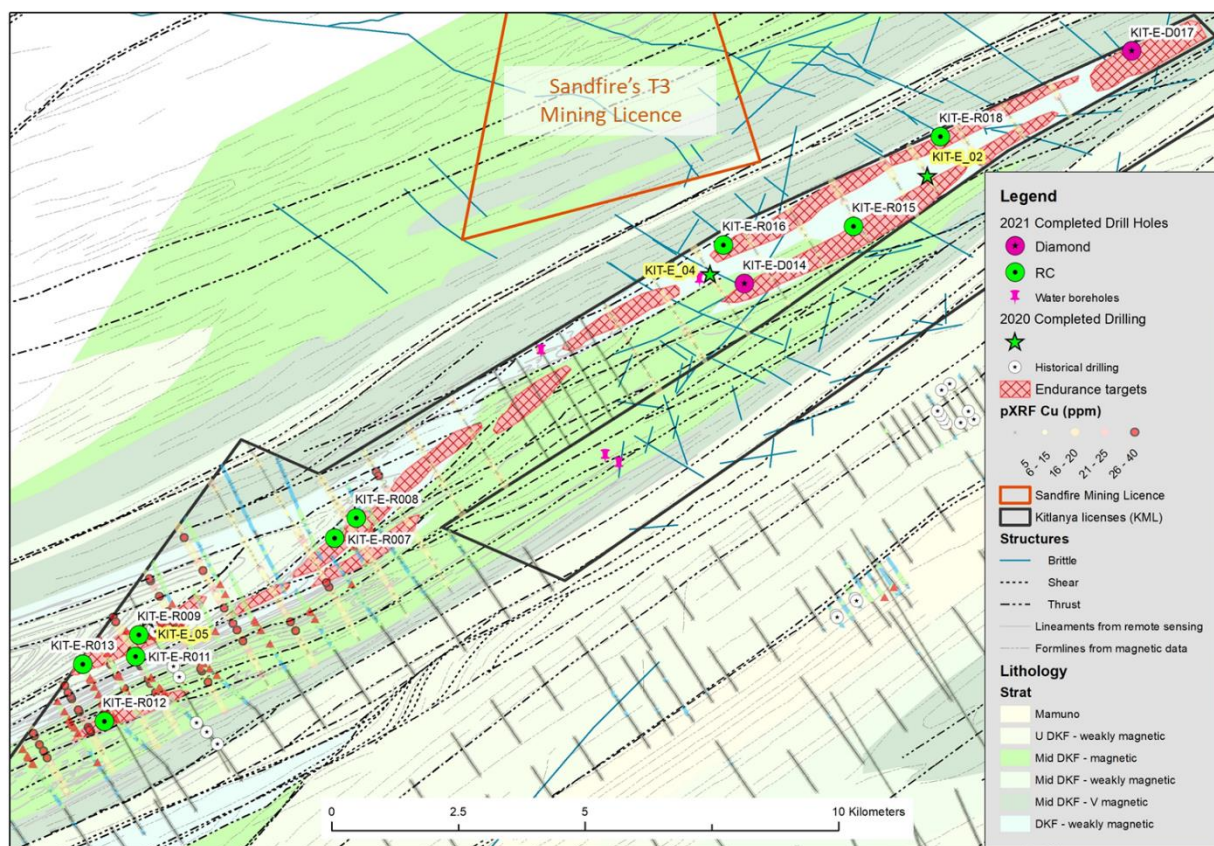 KIT-E-D017
Sandfire's T3
Mining Licence
KIT-E-R018
KIT-E_02
KIT-E-R015
KIT-E-R016
KIT-E_04
KIT-E-D014
KIT-E-R008
KIT-E-R007
KIT-E-R009
KIT-E_05
KIT-E-R013
KIT-E-R011
KIT-E-R012
0
2.5
5
10 Kilometers
Legend
2021 Completed Drill Holes
Diamond
RC
Water boreholes
2020 Completed Drilling
Historical drilling
Endurance targets
pXRF Cu (ppm)
5
6 - 15
16 - 20
21 - 25
26 - 40
Sandfire Mining Licence
Kitlanya licenses (KML)
Structures
Brittle
Shear
Thrust
Lineaments from remote sensing
Formlines from magnetic data
Lithology
Strat
Mamuno
U DKF - weakly magnetic
Mid DKF - magnetic
Mid DKF - weakly magnetic
Mid DKF - V magnetic
DKF - weakly magnetic